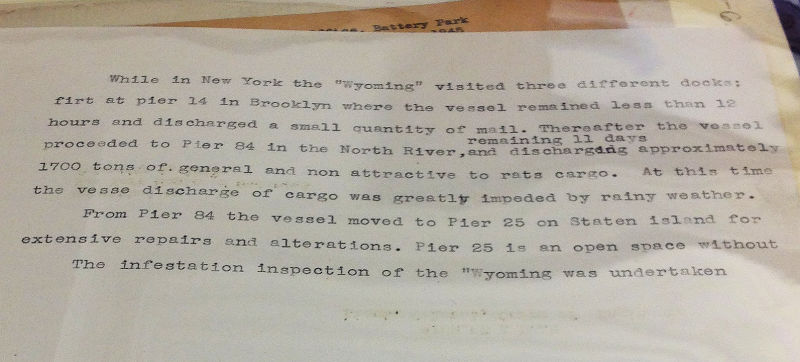 Battery Park
1945
While in New York the "Wyoming" visited three different docks;
firt at pier 14 in Brooklyn where the vessel remained less than 12
hours and discharged a small quantity of mail. Thereafter the vessel
remaining 11 days
proceeded to Pier 84 in the North River,and dischargding approximately
1700 tons of general and non attractive to rats cargo. At this time
the vesse discharge of cargo was greatly impeded by rainy weather.
From Pier 84 the vessel moved to Pier 25 on Staten island for
extensive repairs and alterations. Pier 25 is an open space without
The infestation inspection of the "Wyoming was undertaken